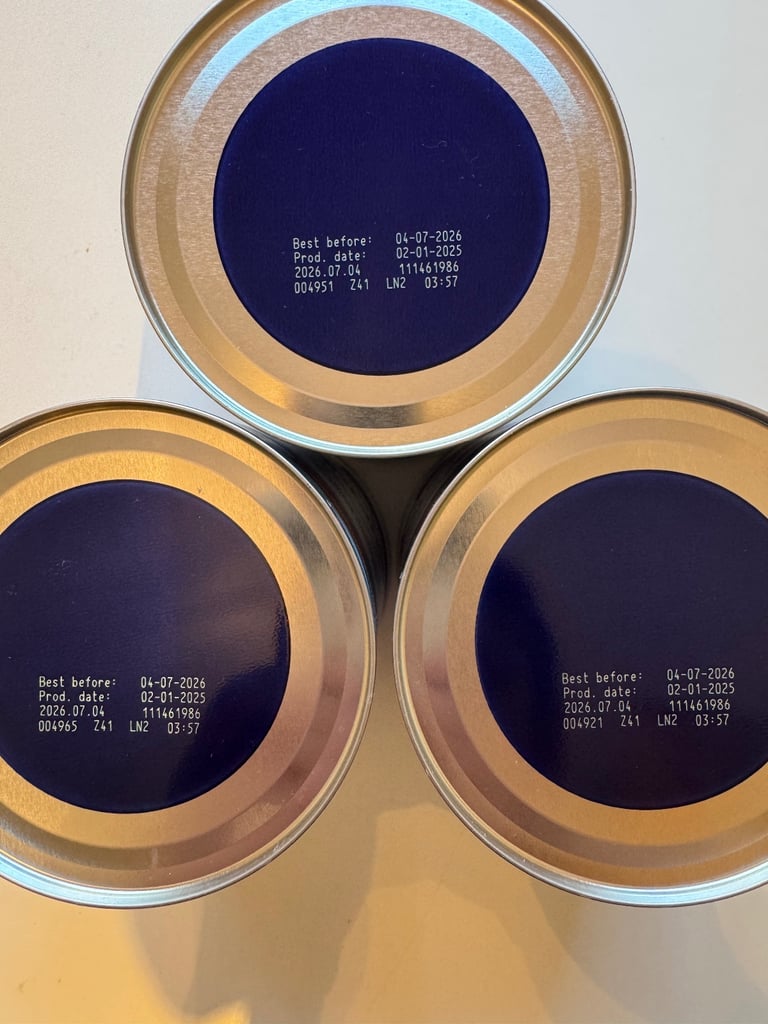 Best before: 04-07-2026
Prod. date: 02-01-2025
2026.07.04 111461986
004951 Z41 LN2 03:57
Best before: 04-07-2026
Prod. date: 02-01-2025
2026.07.04 111461986
004965 Z41 LN2 03:57
Best before: 04-07-2026
Prod. date: 02-01-2025
2026.07.04 111461986
004921 Z41 LN2 03:57